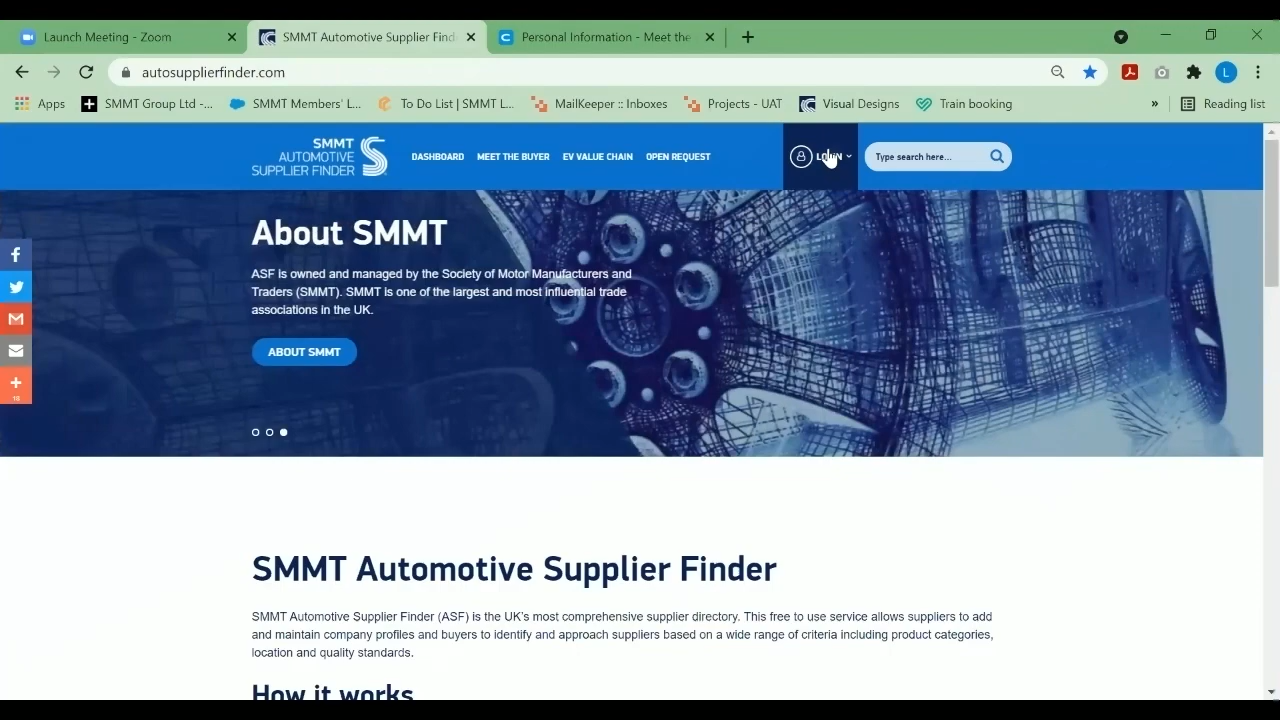 Launch Meeting - Zoom
SMMT Automotive Supplier Find
Personal Information - Meet the
autosupplierfinder.com
L
Apps
SMMT Group Ltd -...
SMMT Members' L...
To Do List | SMMT L...
MailKeeper :: Inboxes
Projects - UAT
Visual Designs
Train booking
»
Reading list
SMMT
AUTOMOTIVE
SUPPLIER FINDER
DASHBOARD
MEET THE BUYER
EV VALUE CHAIN
OPEN REQUEST
LOGIN
Type search here...
About SMMT
ASF is owned and managed by the Society of Motor Manufacturers and
Traders (SMMT). SMMT is one of the largest and most influential trade
associations in the UK.
ABOUT SMMT
SMMT Automotive Supplier Finder
SMMT Automotive Supplier Finder (ASF) is the UK's most comprehensive supplier directory. This free to use service allows suppliers to add
and maintain company profiles and buyers to identify and approach suppliers based on a wide range of criteria including product categories,
location and quality standards.
How it works